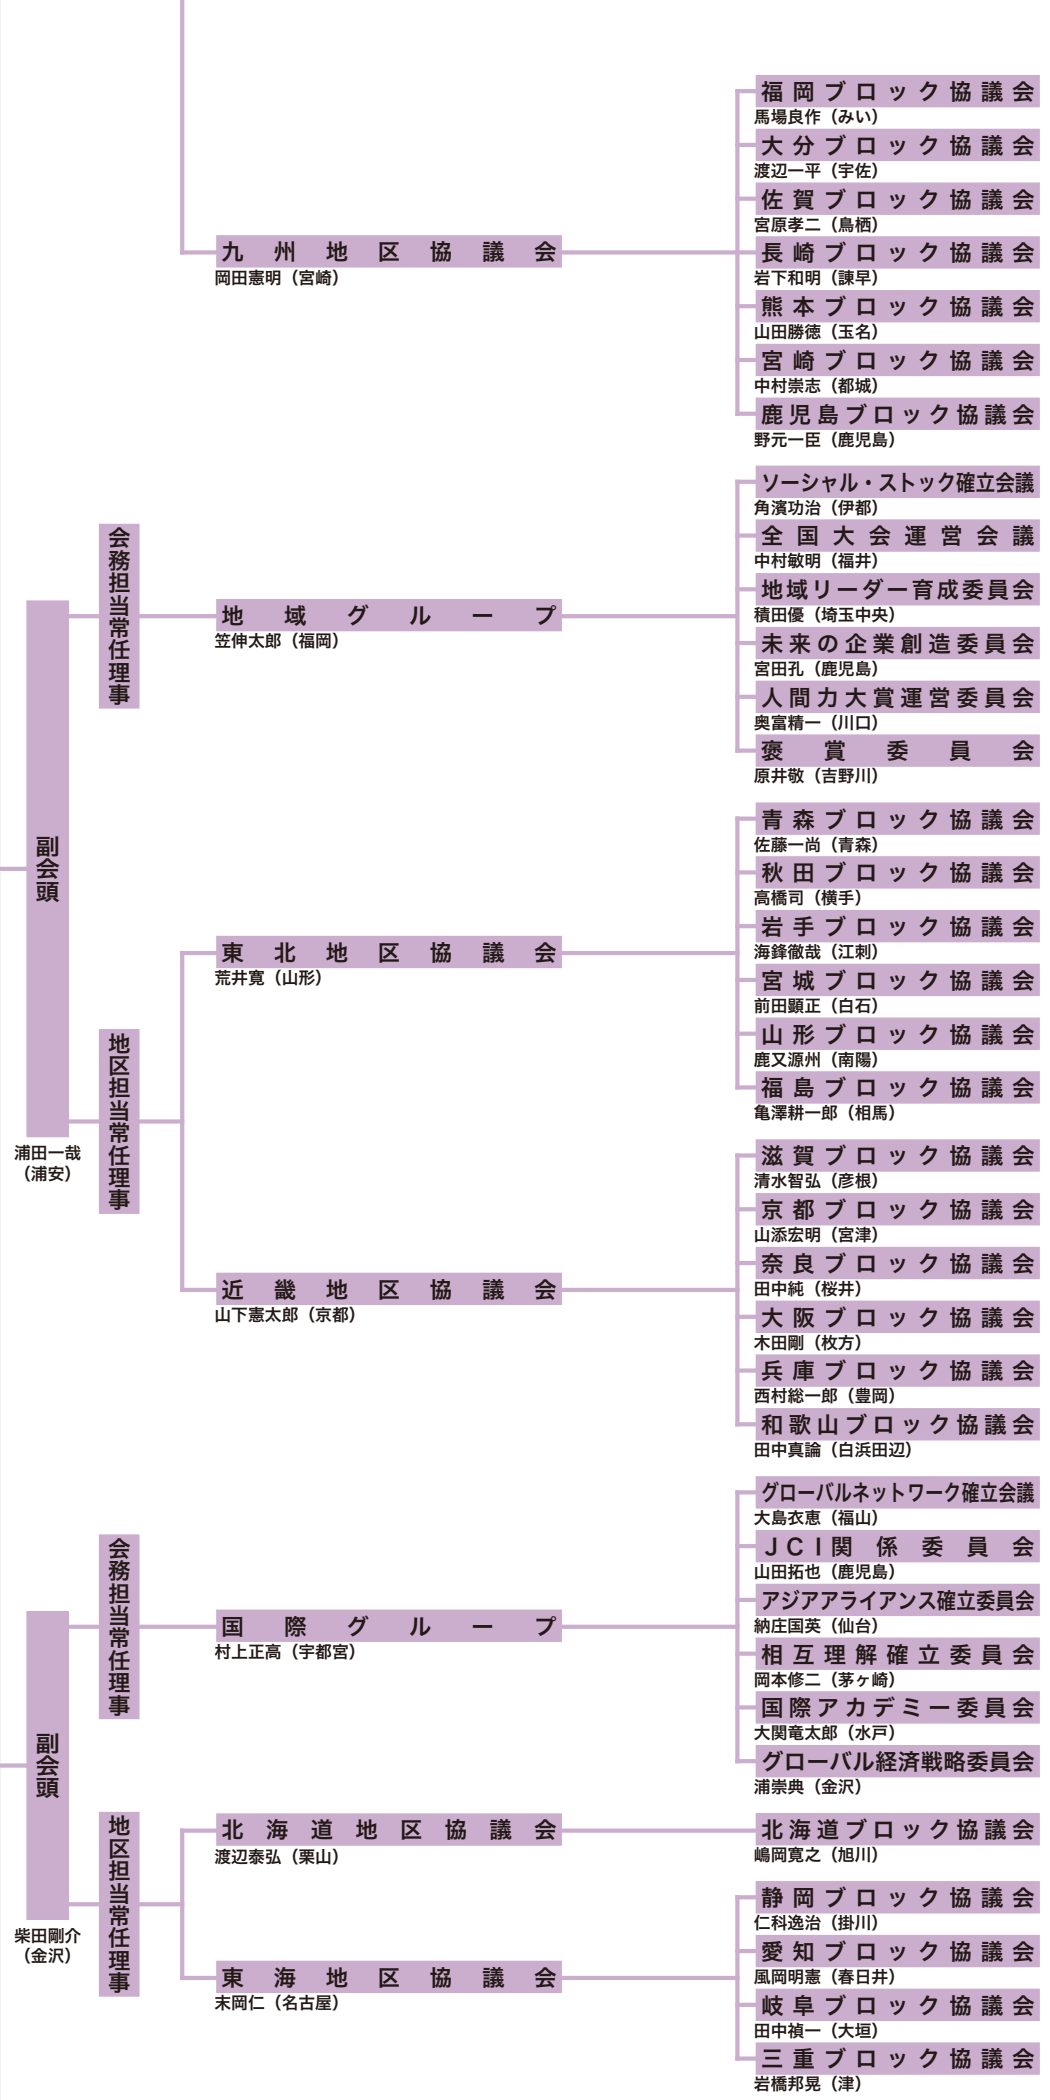 九州地区協議会
岡田憲明（宮崎）
福岡ブロック協議会
馬場良作（みい）
大分ブロック協議会
渡辺一平（宇佐）
佐賀ブロック協議会
宮原孝二（鳥栖）
長崎ブロック協議会
岩下和明（諫早）
熊本ブロック協議会
山田勝徳（玉名）
宮崎ブロック協議会
中村崇志（都城）
鹿児島ブロック協議会
野元一臣（鹿児島）
副会頭
浦田一哉
（浦安）
会務担当常任理事
地域グループ
笠伸太郎（福岡）
ソーシャル・ストック確立会議
角濱功治（伊都）
全国大会運営会議
中村敏明（福井）
地域リーダー育成委員会
積田優（埼玉中央）
未来の企業創造委員会
宮田孔（鹿児島）
人間力大賞運営委員会
奥富精一（川口）
褒賞委員会
原井敬（吉野川）
地区担当常任理事
東北地区協議会
荒井寛（山形）
青森ブロック協議会
佐藤一尚（青森）
秋田ブロック協議会
高橋司（横手）
岩手ブロック協議会
海鋒徹哉（江刺）
宮城ブロック協議会
前田顕正（白石）
山形ブロック協議会
鹿又源州（南陽）
福島ブロック協議会
亀澤耕一郎（相馬）
近畿地区協議会
山下憲太郎（京都）
滋賀ブロック協議会
清水智弘（彦根）
京都ブロック協議会
山添宏明（宮津）
奈良ブロック協議会
田中純（桜井）
大阪ブロック協議会
木田剛（枚方）
兵庫ブロック協議会
西村総一郎（豊岡）
和歌山ブロック協議会
田中真論（白浜田辺）
副会頭
柴田剛介
（金沢）
会務担当常任理事
国際グループ
村上正高（宇都宮）
グローバルネットワーク確立会議
大島衣恵（福山）
ＪＣＩ関係委員会
山田拓也（鹿児島）
アジアアライアンス確立委員会
納庄国英（仙台）
相互理解確立委員会
岡本修二（茅ヶ崎）
国際アカデミー委員会
大関竜太郎（水戸）
グローバル経済戦略委員会
浦崇典（金沢）
地区担当常任理事
北海道地区協議会
渡辺泰弘（栗山）
北海道ブロック協議会
嶋岡寛之（旭川）
東海地区協議会
末岡仁（名古屋）
静岡ブロック協議会
仁科逸治（掛川）
愛知ブロック協議会
風岡明憲（春日井）
岐阜ブロック協議会
田中禎一（大垣）
三重ブロック協議会
岩橋邦晃（津）